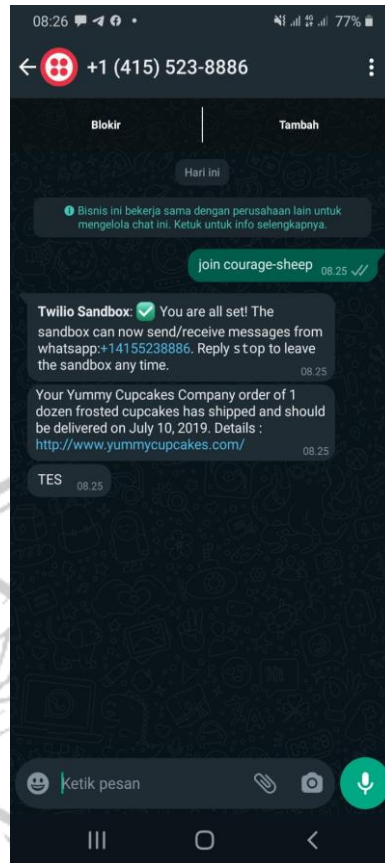 08:26
4G
77%
+1 (415) 523-8886
Blokir
Tambah
Hari ini
Bisnis ini bekerja sama dengan perusahaan lain untuk
mengelola chat ini. Ketuk untuk info selengkapnya.
join courage-sheep 08.25
Twilio Sandbox: ✅ You are all set! The
sandbox can now send/receive messages from
whatsapp:+14155238886. Reply stop to leave
the sandbox any time.
08.25
Your Yummy Cupcakes Company order of 1
dozen frosted cupcakes has shipped and should
be delivered on July 10, 2019. Details :
http://www.yummycupcakes.com/
08.25
TES 08.25
Ketik pesan